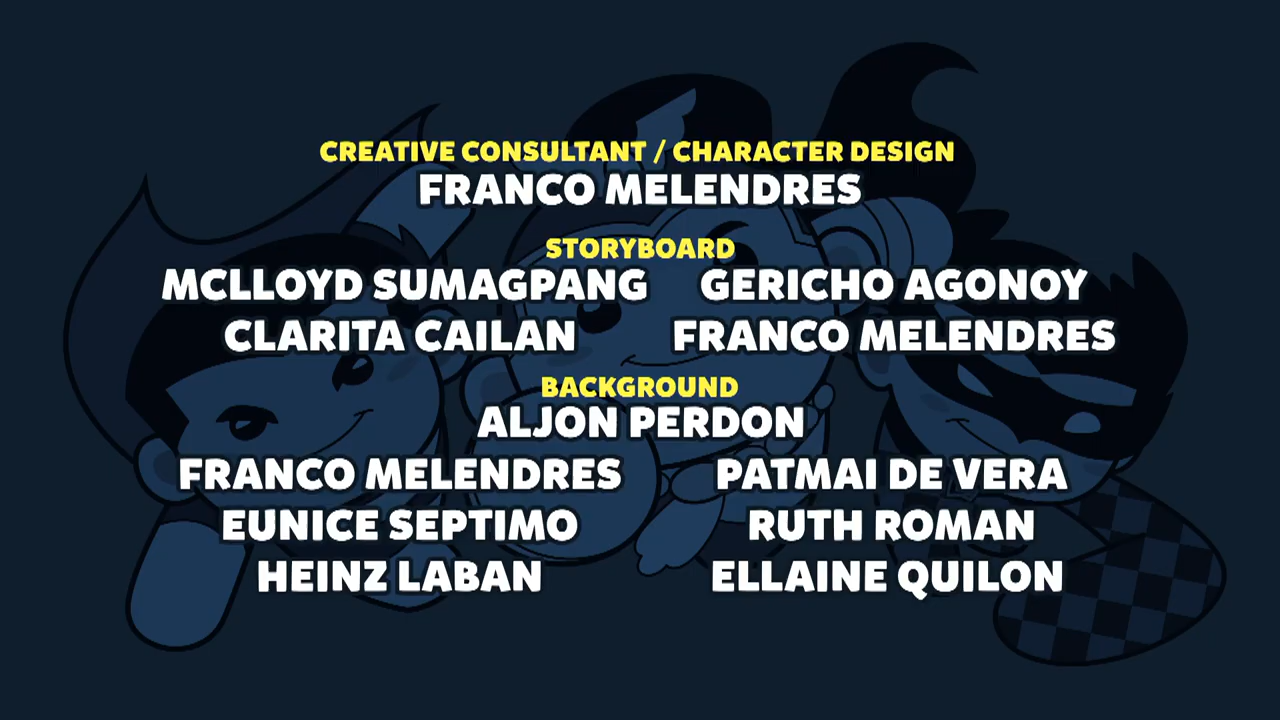 CREATIVE CONSULTANT / CHARACTER DESIGN
FRANCO MELENDRES
STORYBOARD
MCLLOYD SUMAGPANG GERICHO AGONOY
CLARITA CAILAN FRANCO MELENDRES
BACKGROUND
ALJON PERDON
FRANCO MELENDRES PATMAI DE VERA
EUNICE SEPTIMO RUTH ROMAN
HEINZ LABAN ELLAINE QUILON